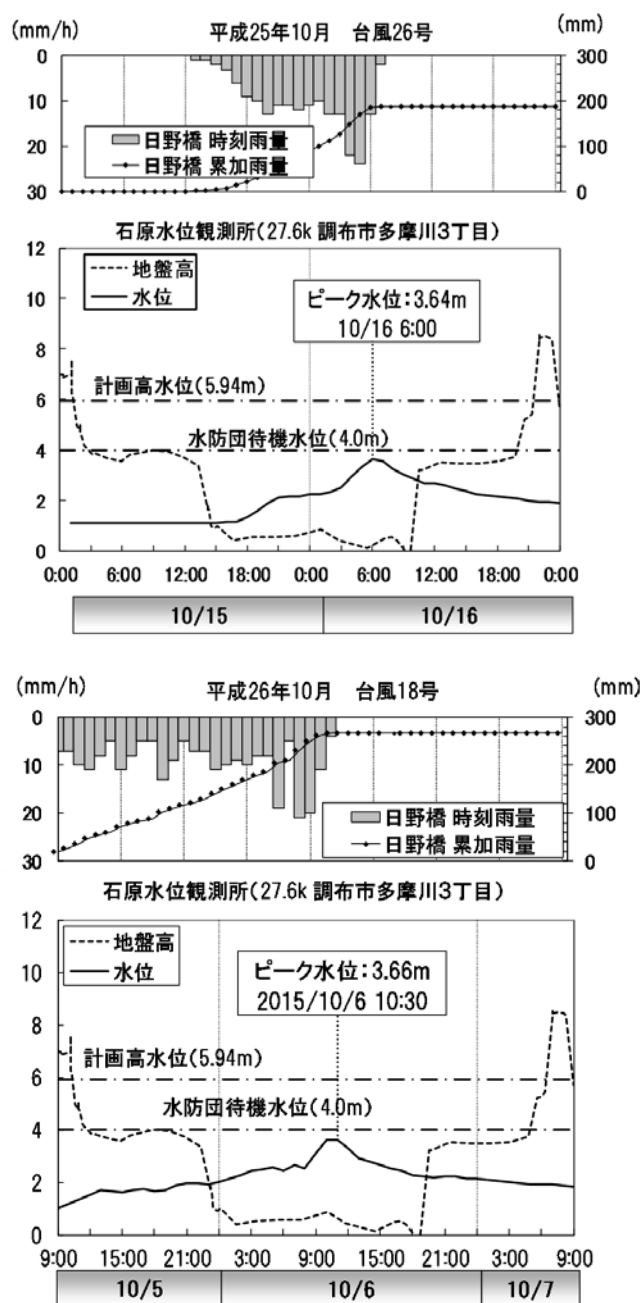 (mm/h) 平成25年10月 台風26号 (mm)
0 300
10 200
20 100
30 0
日野橋 時刻雨量
日野橋 累加雨量
石原水位観測所(27.6k 調布市多摩川3丁目)
12
10
8
6
4
2
0
地盤高
水位
ピーク水位:3.64m
10/16 6:00
計画高水位(5.94m)
水防団待機水位(4.0m)
0:00 6:00 12:00 18:00 0:00 6:00 12:00 18:00 0:00
10/15 10/16
(mm/h) 平成26年10月 台風18号 (mm)
0 300
10 200
20 100
30 0
日野橋 時刻雨量
日野橋 累加雨量
石原水位観測所(27.6k 調布市多摩川3丁目)
12
10
8
6
4
2
0
地盤高
水位
ピーク水位:3.66m
2015/10/6 10:30
計画高水位(5.94m)
水防団待機水位(4.0m)
9:00 15:00 21:00 3:00 9:00 15:00 21:00 3:00 9:00
10/5 10/6 10/7